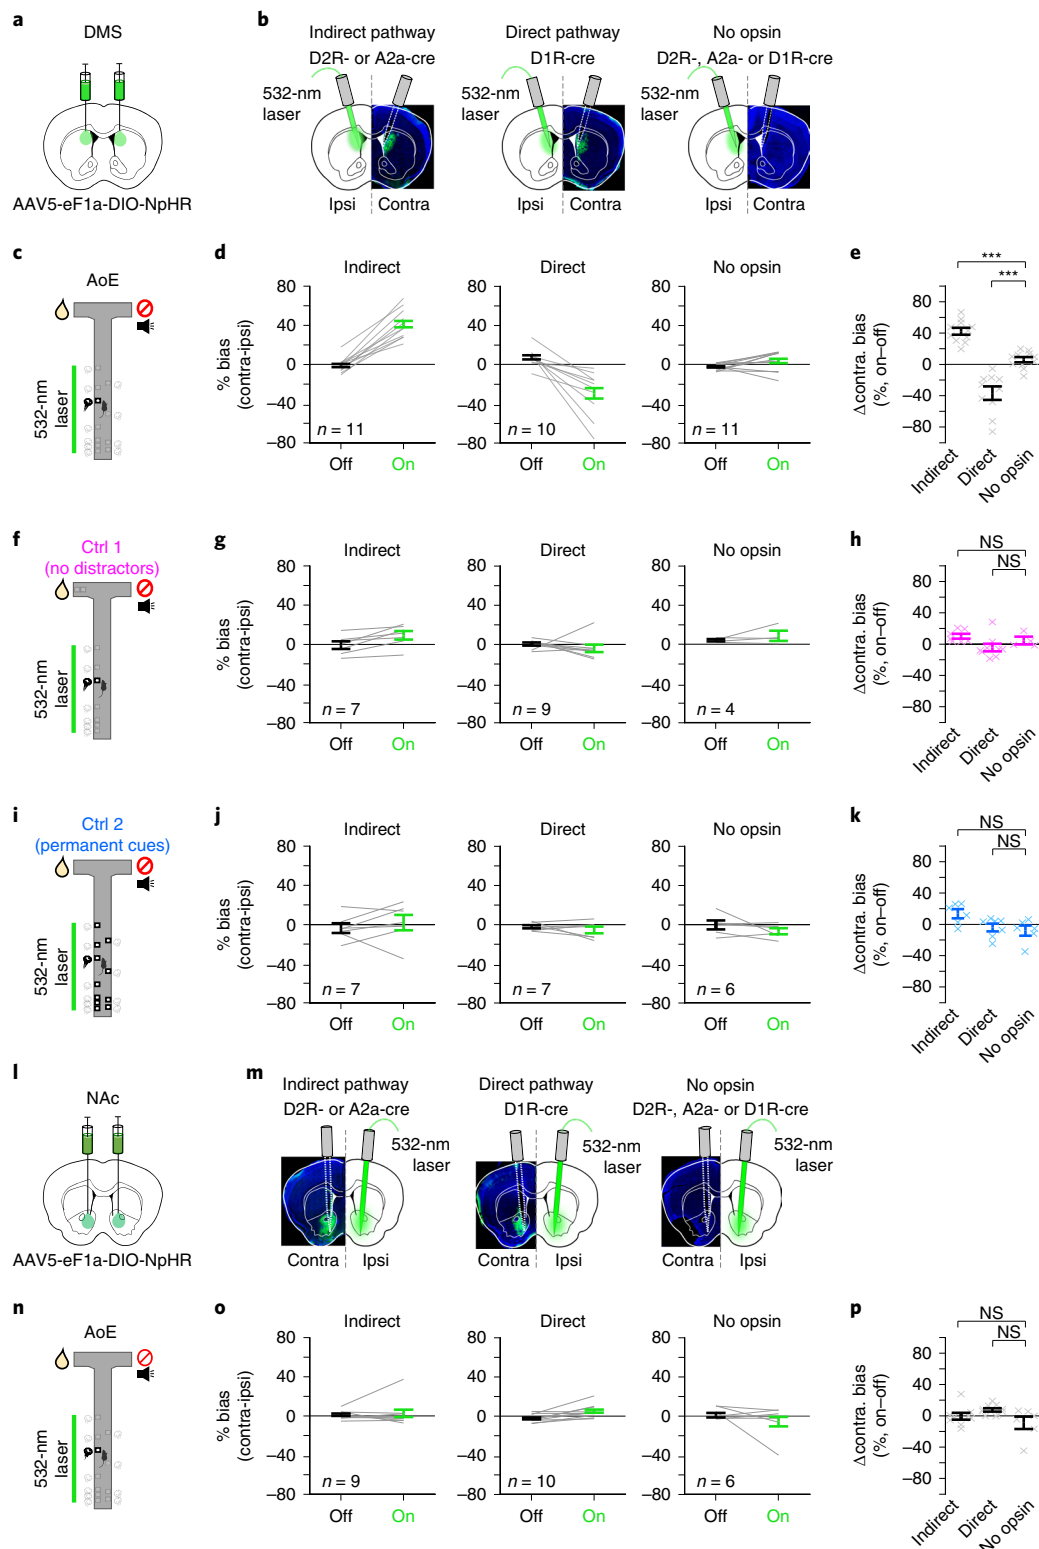 a
DMS
AAV5-eF1a-DIO-NpHR
b
Indirect pathway
D2R- or A2a-cre
532-nm
laser
Ipsi
Contra
Direct pathway
D1R-cre
532-nm
laser
Ipsi
Contra
No opsin
D2R-, A2a- or D1R-cre
532-nm
laser
Ipsi
Contra
c
AoE
532-nm
laser
d
% bias
(contra-ipsi)
Indirect
80
40
0
−40
−80
n = 11
Off
On
Direct
80
40
0
−40
−80
n = 10
Off
On
No opsin
80
40
0
−40
−80
n = 11
Off
On
e
***
***
Δcontra. bias
(%, on–off)
80
40
0
−40
−80
Indirect
Direct
No opsin
f
Ctrl 1
(no distractors)
532-nm
laser
g
% bias
(contra-ipsi)
Indirect
80
40
0
−40
−80
n = 7
Off
On
Direct
80
40
0
−40
−80
n = 9
Off
On
No opsin
80
40
0
−40
−80
n = 4
Off
On
h
NS
NS
Δcontra. bias
(%, on–off)
80
40
0
−40
−80
Indirect
Direct
No opsin
i
Ctrl 2
(permanent cues)
532-nm
laser
j
% bias
(contra-ipsi)
Indirect
80
40
0
−40
−80
n = 7
Off
On
Direct
80
40
0
−40
−80
n = 7
Off
On
No opsin
80
40
0
−40
−80
n = 6
Off
On
k
NS
NS
Δcontra. bias
(%, on–off)
80
40
0
−40
−80
Indirect
Direct
No opsin
l
NAc
AAV5-eF1a-DIO-NpHR
m
Indirect pathway
D2R- or A2a-cre
532-nm
laser
Contra
Ipsi
Direct pathway
D1R-cre
532-nm
laser
Contra
Ipsi
No opsin
D2R-, A2a- or D1R-cre
532-nm
laser
Contra
Ipsi
n
AoE
532-nm
laser
o
% bias
(contra-ipsi)
Indirect
80
40
0
−40
−80
n = 9
Off
On
Direct
80
40
0
−40
−80
n = 10
Off
On
No opsin
80
40
0
−40
−80
n = 6
Off
On
p
NS
NS
Δcontra. bias
(%, on–off)
80
40
0
−40
−80
Indirect
Direct
No opsin